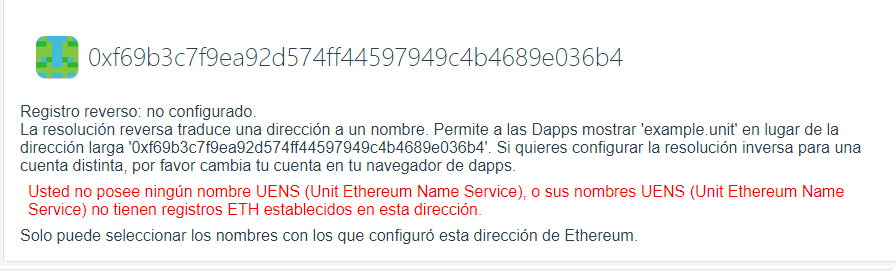 0xf69b3c7f9ea92d574ff44597949c4b4689e036b4
Registro reverso: no configurado.
La resolución reversa traduce una dirección a un nombre. Permite a las Dapps mostrar 'example.unit' en lugar de la
dirección larga '0xf69b3c7f9ea92d574ff44597949c4b4689e036b4'. Si quieres configurar la resolución inversa para una
cuenta distinta, por favor cambia tu cuenta en tu navegador de dapps.
Usted no posee ningún nombre UENS (Unit Ethereum Name Service), o sus nombres UENS (Unit Ethereum Name
Service) no tienen registros ETH establecidos en esta dirección.
Solo puede seleccionar los nombres con los que configuró esta dirección de Ethereum.